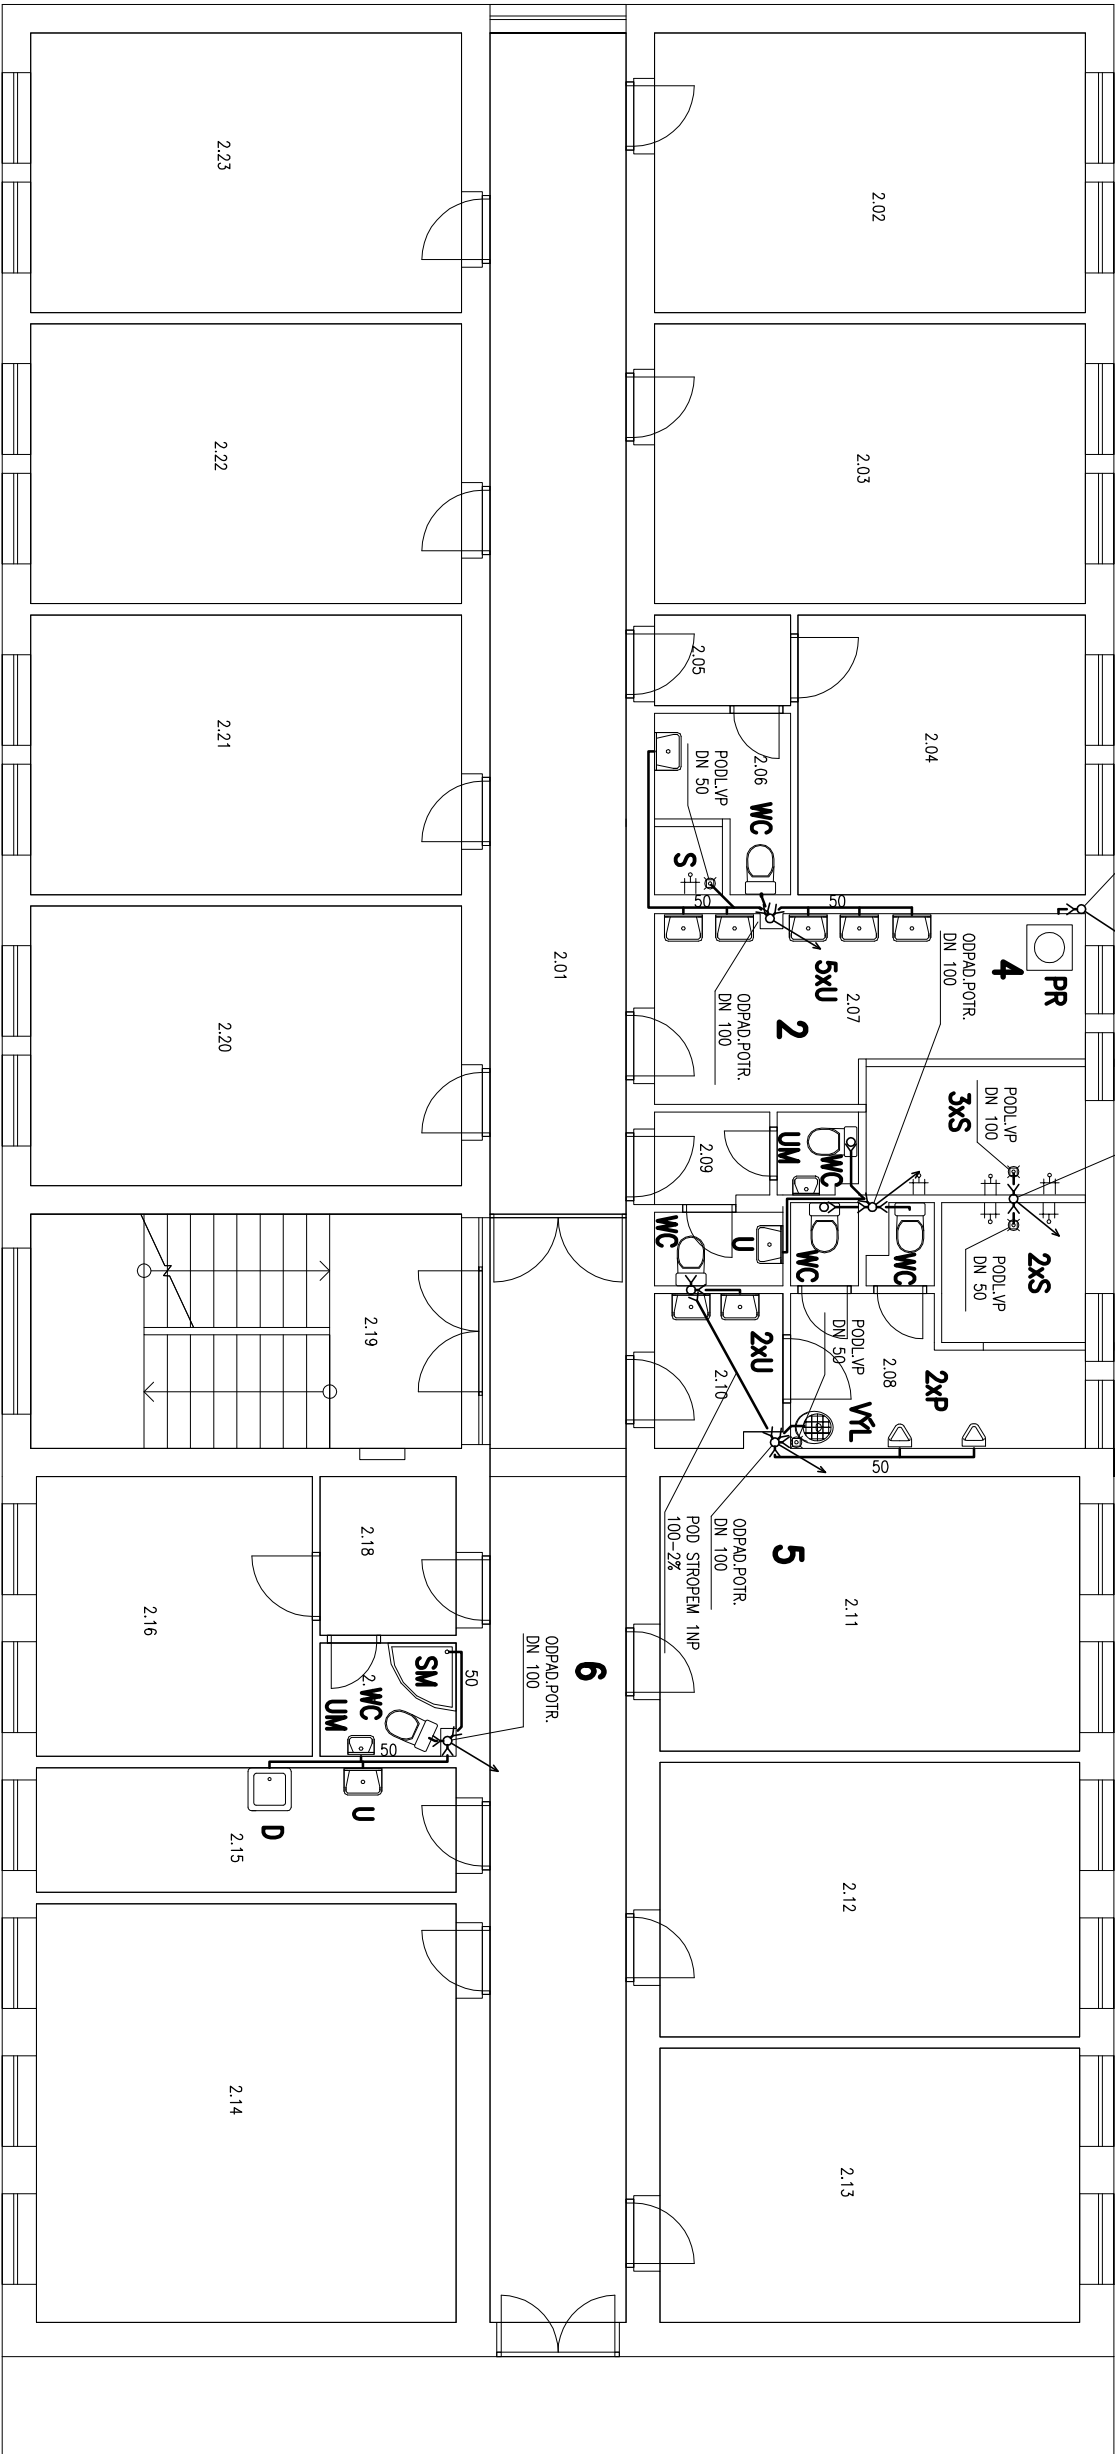 2.02
2.03
2.04
2.05
2.06
PODL.VP
DN 50
WC
S
50
50
5xU
2.07
2
ODPAD.POTR.
DN 100
4
PR
ODPAD.POTR.
DN 100
3xS
PODL.VP
DN 100
2xS
PODL.VP
DN 50
2.09
UM
WC
WC
U
WC
WC
2xU
2.10
PODL.VP
DN 50
2.08
2xP
VÝL
50
5
ODPAD.POTR.
DN 100
POD STROPEM 1NP
100-2%
2.11
2.12
2.13
2.01
6
ODPAD.POTR.
DN 100
2.23
2.22
2.21
2.20
2.19
2.18
2.16
SM
50
2.
WC
UM
50
U
D
2.15
2.14